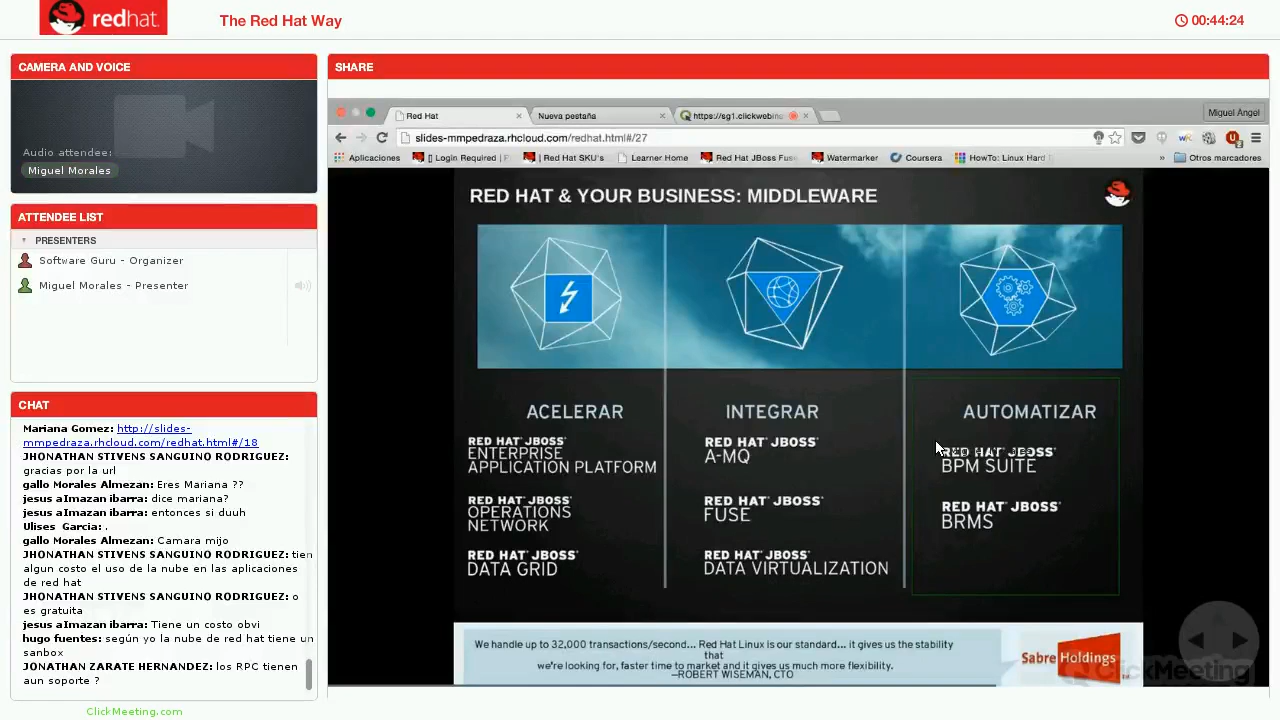 redhat.
The Red Hat Way
00:44:24
CAMERA AND VOICE
Audio attendee:
Miguel Morales
ATTENDEE LIST
PRESENTERS
Software Guru - Organizer
Miguel Morales - Presenter
CHAT
Mariana Gomez: http://slides-
mmpedraza.rhcloud.com/redhat.html#/18
JHONATHAN STIVENS SANGUINO RODRIGUEZ:
gracias por la url
gallo Morales Almezan: Eres Mariana ??
jesus almazan ibarra: dice mariana?
jesus almazan ibarra: entonces si duuh
Ulises Garcia: .
gallo Morales Almezan: Camara mijo
JHONATHAN STIVENS SANGUINO RODRIGUEZ: tien
algun costo el uso de la nube en las aplicaciones
de red hat
JHONATHAN STIVENS SANGUINO RODRIGUEZ: o
es gratuita
jesus almazan ibarra: Tiene un costo obvi
hugo fuentes: según yo la nube de red hat tiene un
sanbox
JONATHAN ZARATE HERNANDEZ: los RPC tienen
aun soporte ?
ClickMeeting.com
SHARE
Red Hat
Nueva pestaña
https://sg1.clickwebina
Miguel Ángel
slides-mmpedraza.rhcloud.com/redhat.html#/27
Aplicaciones
[] Login Required | F
| Red Hat SKU's
Learner Home
Red Hat JBoss Fus
Watermarker
Coursera
HowTo: Linux Hard
»
Otros marcadores
RED HAT & YOUR BUSINESS: MIDDLEWARE
ACELERAR
RED HAT JBOSS
ENTERPRISE
APPLICATION PLATFORM
RED HAT JBOSS
OPERATIONS
NETWORK
RED HAT JBOSS
DATA GRID
INTEGRAR
RED HAT JBOSS
A-MQ
RED HAT JBOSS
FUSE
RED HAT JBOSS
DATA VIRTUALIZATION
AUTOMATIZAR
RED HAT JBOSS
BPM SUITE
RED HAT JBOSS
BRMS
We handle up to 32,000 transactions/second... Red Hat Linux is our standard... it gives us the stability
that
we're looking for, faster time to market and it gives us much more flexibility.
—ROBERT WISEMAN, CTO
Sabre Holdings
ClickMeeting